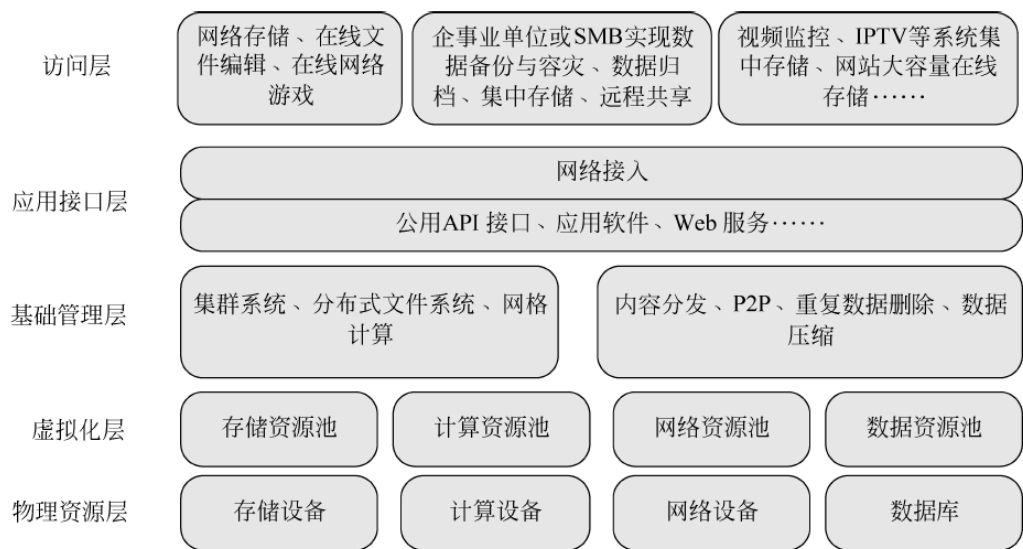 访问层
网络存储、在线文
件编辑、在线网络
游戏
企事业单位或SMB实现数
据备份与容灾、数据归
档、集中存储、远程共享
视频监控、IPTV等系统集
中存储、网站大容量在线
存储……
应用接口层
网络接入
公用API 接口、应用软件、Web 服务……
基础管理层
集群系统、分布式文件系统、网格
计算
内容分发、P2P、重复数据删除、数据
压缩
虚拟化层
存储资源池
计算资源池
网络资源池
数据资源池
物理资源层
存储设备
计算设备
网络设备
数据库